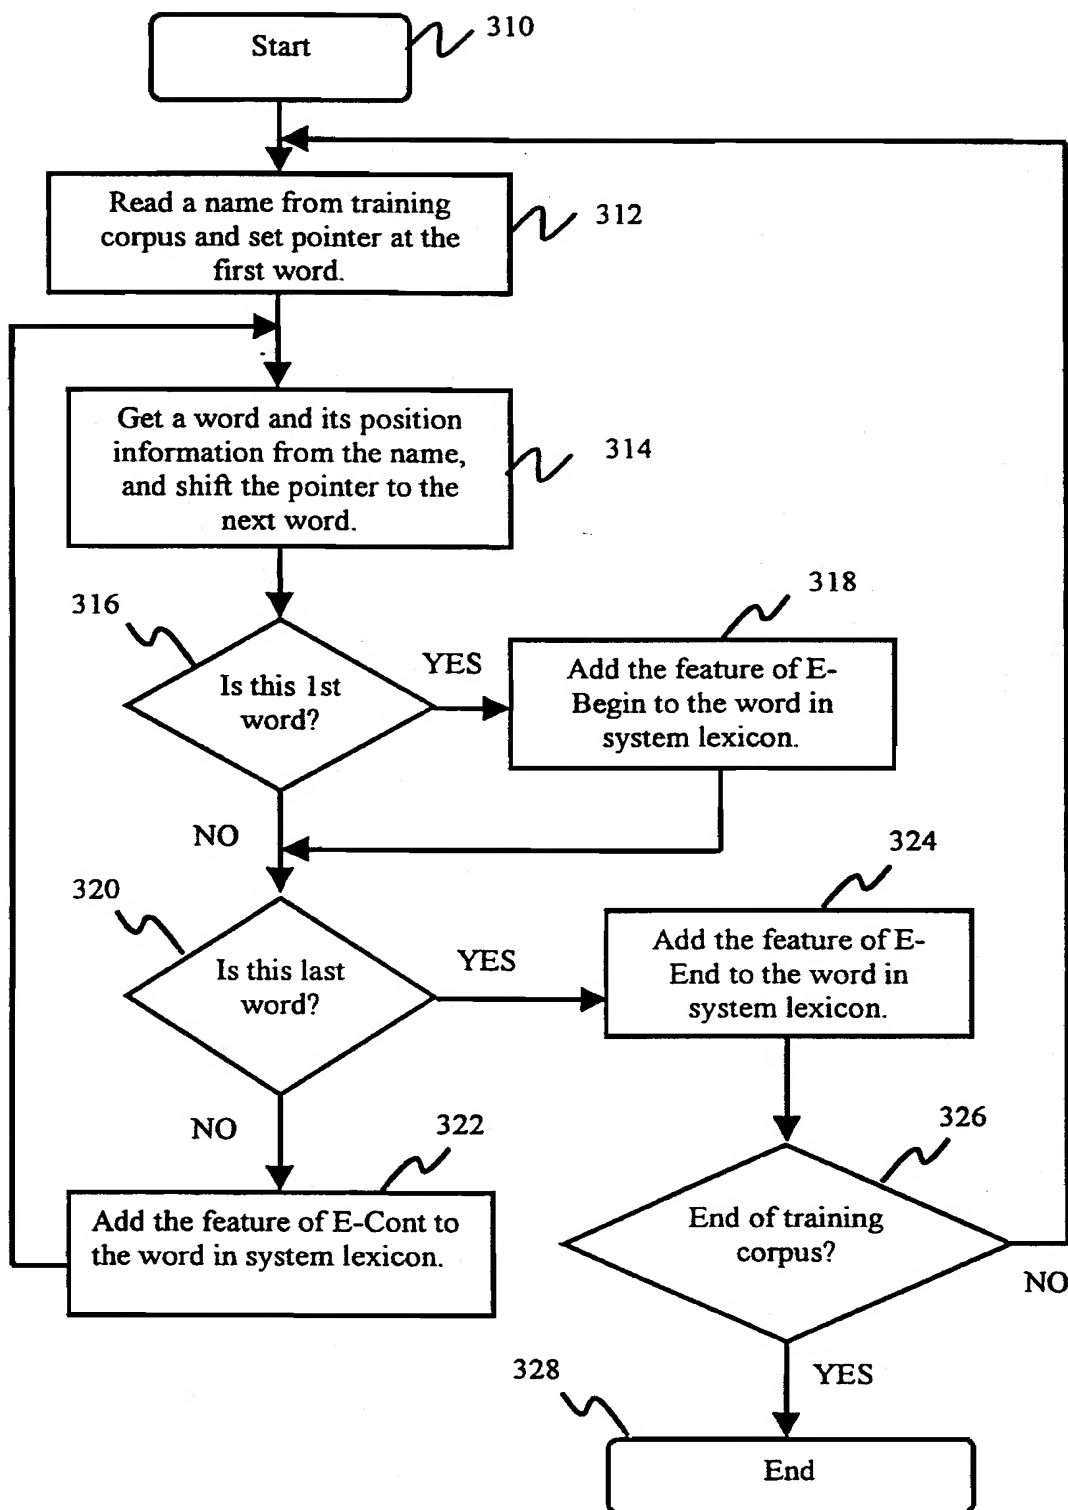 Start
310
Read a name from training
corpus and set pointer at the
first word.
312
Get a word and its position
information from the name,
and shift the pointer to the
next word.
314
316
Is this 1st
word?
YES
318
Add the feature of E-
Begin to the word in
system lexicon.
NO
320
Is this last
word?
YES
324
Add the feature of E-
End to the word in
system lexicon.
NO
322
Add the feature of E-Cont to
the word in system lexicon.
326
End of training
corpus?
NO
YES
328
End